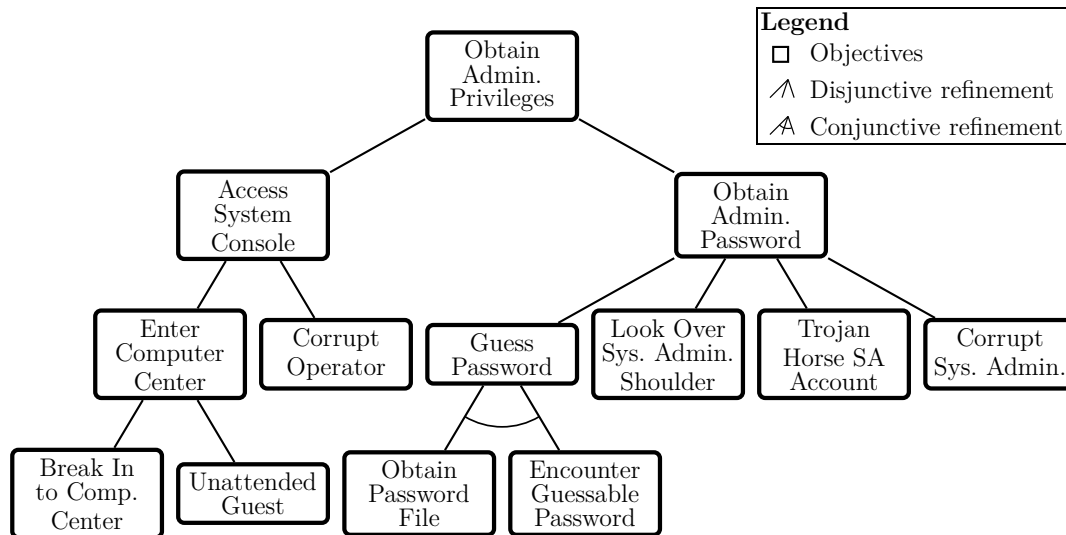 Obtain
Admin.
Privileges
Legend
Objectives
Disjunctive refinement
Conjunctive refinement
Access
System
Console
Obtain
Admin.
Password
Enter
Computer
Center
Corrupt
Operator
Guess
Password
Look Over
Sys. Admin.
Shoulder
Trojan
Horse SA
Account
Corrupt
Sys. Admin.
Break In
to Comp.
Center
Unattended
Guest
Obtain
Password
File
Encounter
Guessable
Password